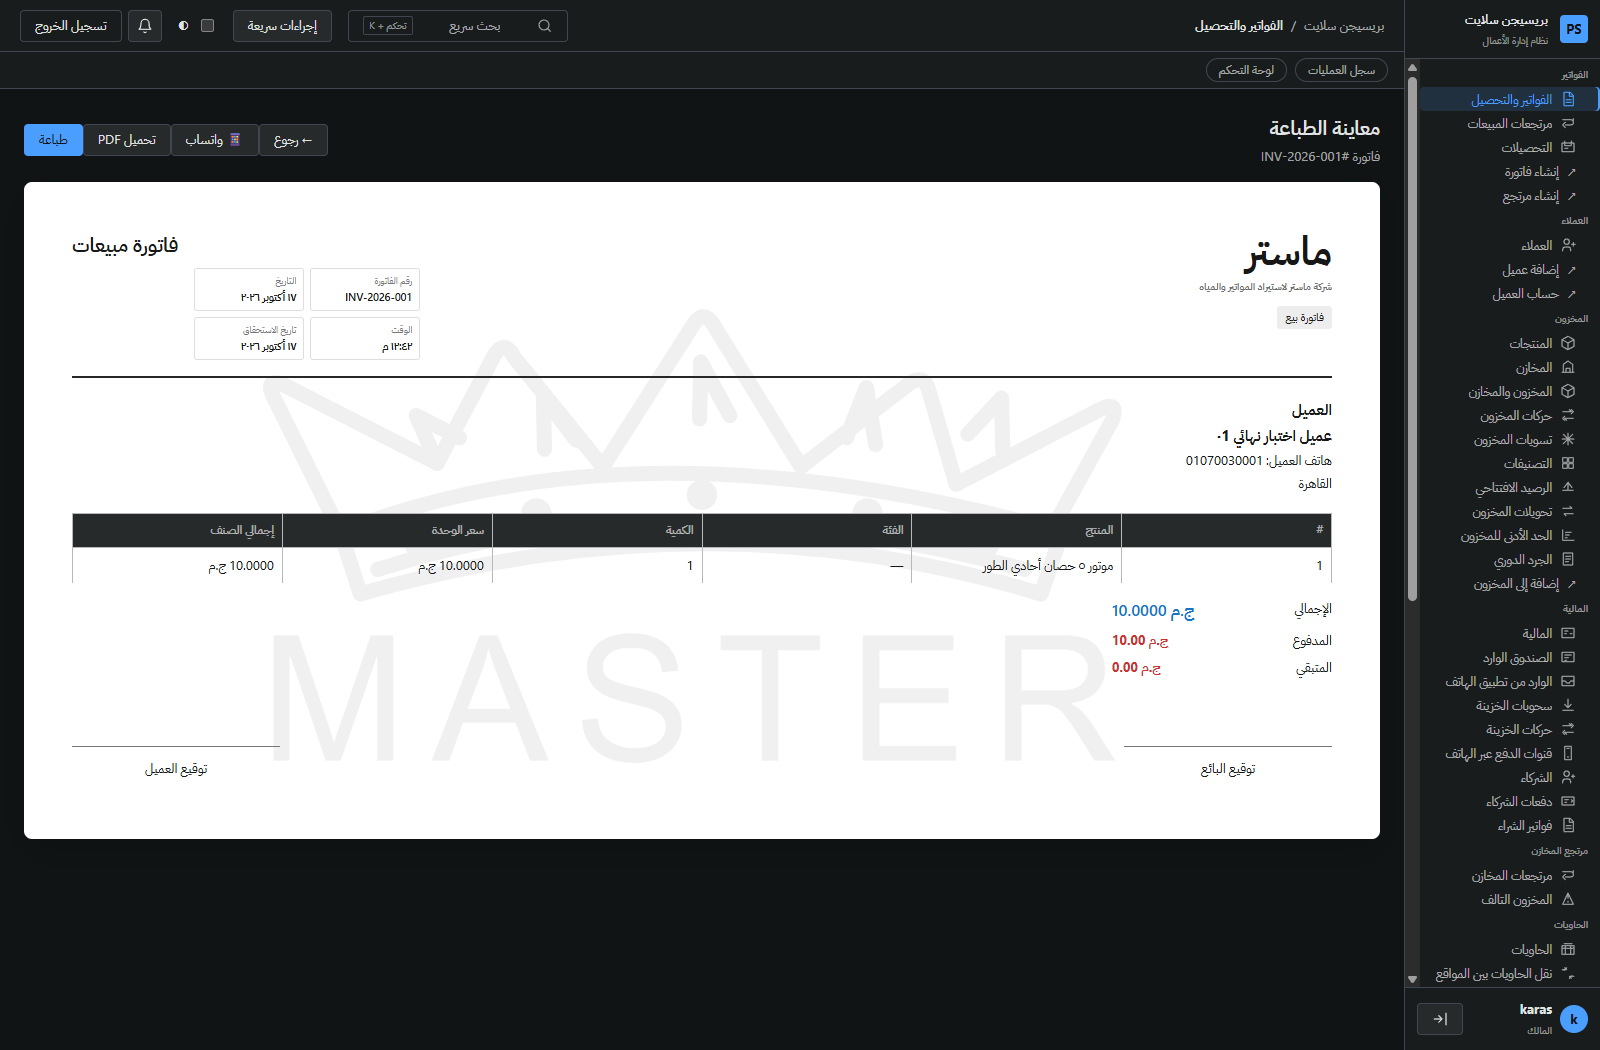 PS
بريسيجن سلايت
نظام إدارة الأعمال
بريسيجن سلايت / الفواتير والتحصيل
بحث سريع
تحكم + K
إجراءات سريعة
تسجيل الخروج
سجل العمليات
لوحة التحكم
الفواتير
الفواتير والتحصيل
مرتجعات المبيعات
التحصيلات
إنشاء فاتورة
إنشاء مرتجع
العملاء
العملاء
إضافة عميل
حساب العميل
المخزون
المنتجات
المخازن
المخزون والمخازن
حركات المخزون
تسويات المخزون
التصنيفات
الرصيد الافتتاحي
تحويلات المخزون
الحد الأدنى للمخزون
الجرد الدوري
إضافة إلى المخزون
المالية
المالية
الصندوق الوارد
الوارد من تطبيق الهاتف
سحوبات الخزينة
حركات الخزينة
قنوات الدفع عبر الهاتف
الشركاء
دفعات الشركاء
فواتير الشراء
مرتجع المخازن
مرتجعات المخازن
المخزون التالف
الحاويات
الحاويات
نقل الحاويات بين المواقع
karas
المالك
k
معاينة الطباعة
فاتورة #INV-2026-001
← رجوع
واتساب
تحميل PDF
طباعة
ماستر
شركة ماستر لاستيراد المواتير والمياه
فاتورة بيع
فاتورة مبيعات
رقم الفاتورة
INV-2026-001
التاريخ
١٧ أكتوبر ٢٠٢٦
الوقت
١٢:٤٢ م
تاريخ الاستحقاق
١٧ أكتوبر ٢٠٢٦
العميل
عميل اختبار نهائي 1٠
هاتف العميل: 01070030001
القاهرة
# المنتج الفئة الكمية سعر الوحدة إجمالي الصنف
1 موتور ٥ حصان أحادي الطور — 1 10.0000 ج.م 10.0000 ج.م
الإجمالي ج.م 10.0000
المدفوع ج.م 10.00
المتبقي ج.م 0.00
MASTER
توقيع البائع
توقيع العميل